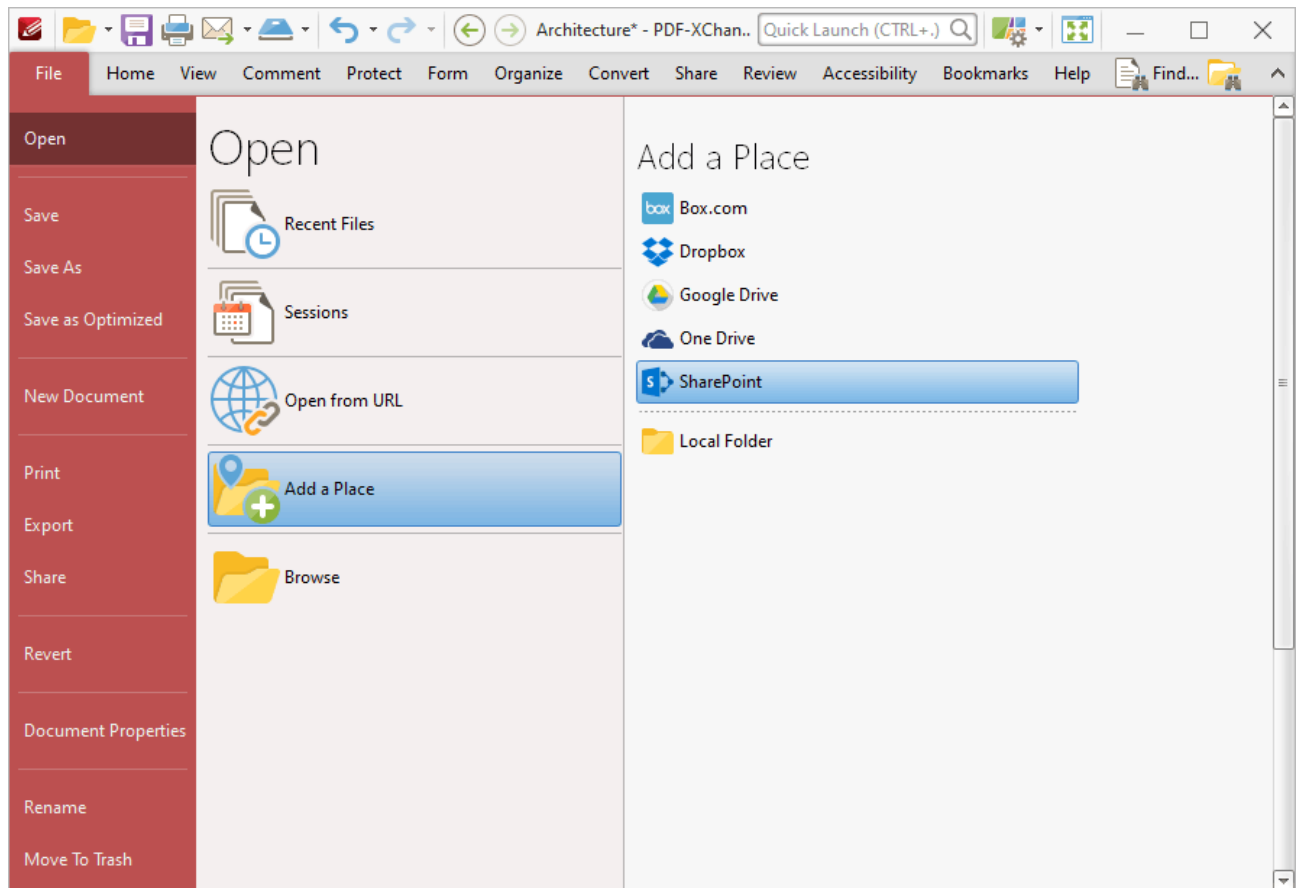 Architecture* - PDF-XChan..
Quick Launch (CTRL+.)
File
Home
View
Comment
Protect
Form
Organize
Convert
Share
Review
Accessibility
Bookmarks
Help
Find...
Open
Save
Save As
Save as Optimized
New Document
Print
Export
Share
Revert
Document Properties
Rename
Move To Trash
Open
Recent Files
Sessions
Open from URL
Add a Place
Browse
Add a Place
box Box.com
Dropbox
Google Drive
One Drive
S SharePoint
Local Folder